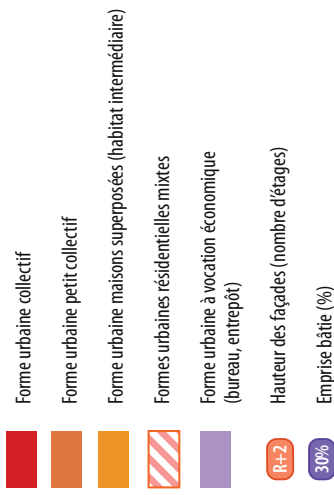 Forme urbaine collectif
Forme urbaine petit collectif
Forme urbaine maisons superposées (habitat intermédiaire)
Formes urbaines résidentielles mixtes
Forme urbaine à vocation économique
(bureau, entrepôt)
R+2 Hauteur des façades (nombre d'étages)
30% Emprise bâtie (%)